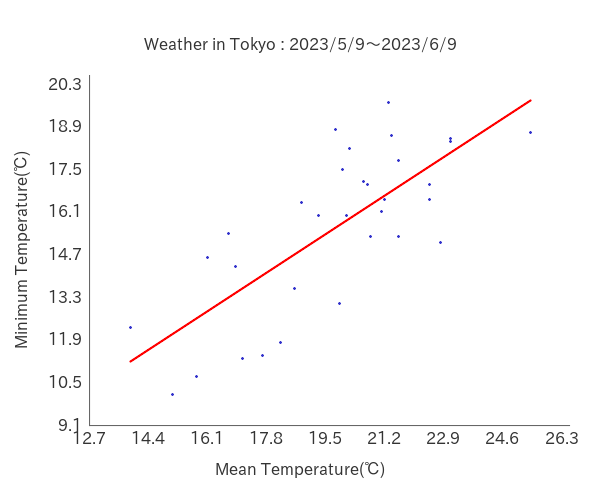 Weather in Tokyo : 2023/5/9〜2023/6/9
Minimum Temperature(℃)
20.3
18.9
17.5
16.1
14.7
13.3
11.9
10.5
9.1
12.7 14.4 16.1 17.8 19.5 21.2 22.9 24.6 26.3
Mean Temperature(℃)